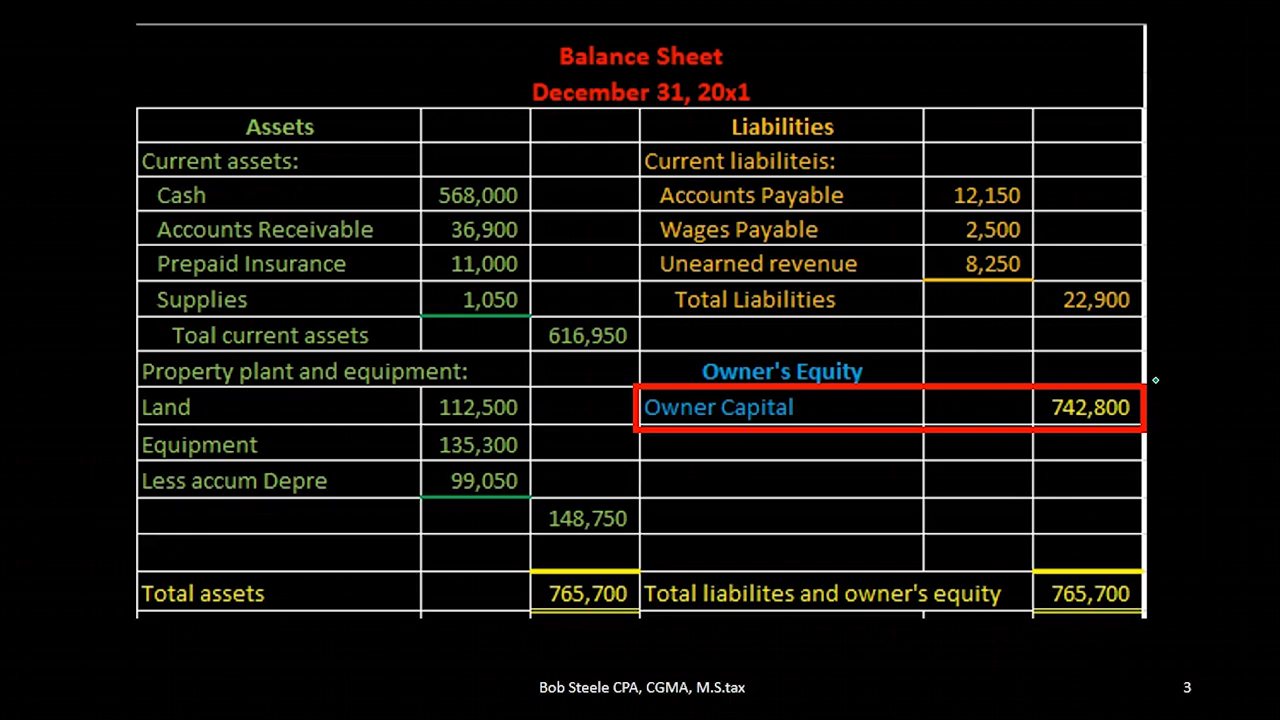 Balance Sheet
December 31, 20x1
Assets Liabilities
Current assets: Current liabiliteis:
Cash 568,000 Accounts Payable 12,150
Accounts Receivable 36,900 Wages Payable 2,500
Prepaid Insurance 11,000 Unearned revenue 8,250
Supplies 1,050 Total Liabilities 22,900
Toal current assets 616,950
Property plant and equipment: Owner's Equity
Land 112,500 Owner Capital 742,800
Equipment 135,300
Less accum Depre 99,050
148,750
Total assets 765,700 Total liabilites and owner's equity 765,700
Bob Steele CPA, CGMA, M.S.tax 3